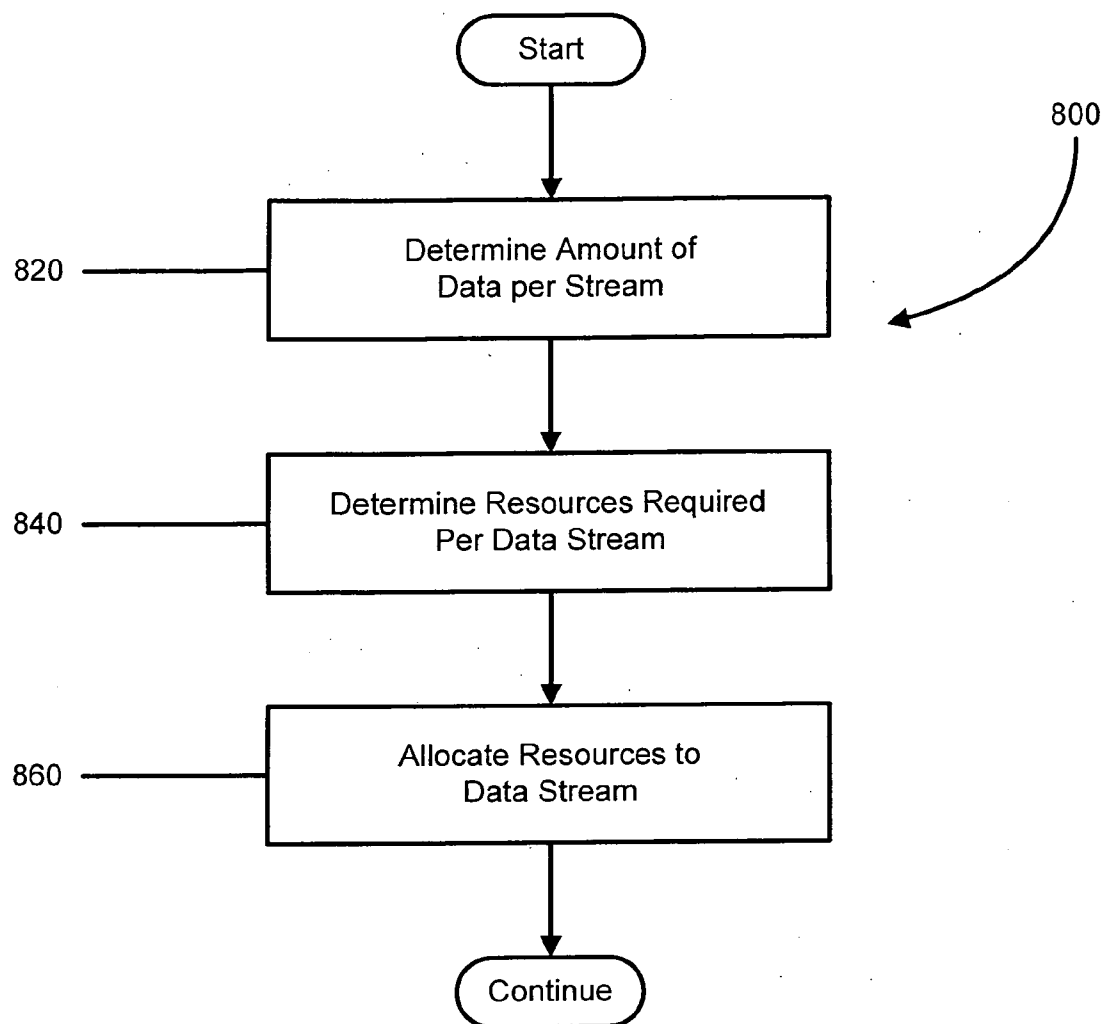 Start
800
Determine Amount of
Data per Stream
820
Determine Resources Required
Per Data Stream
840
Allocate Resources to
Data Stream
860
Continue